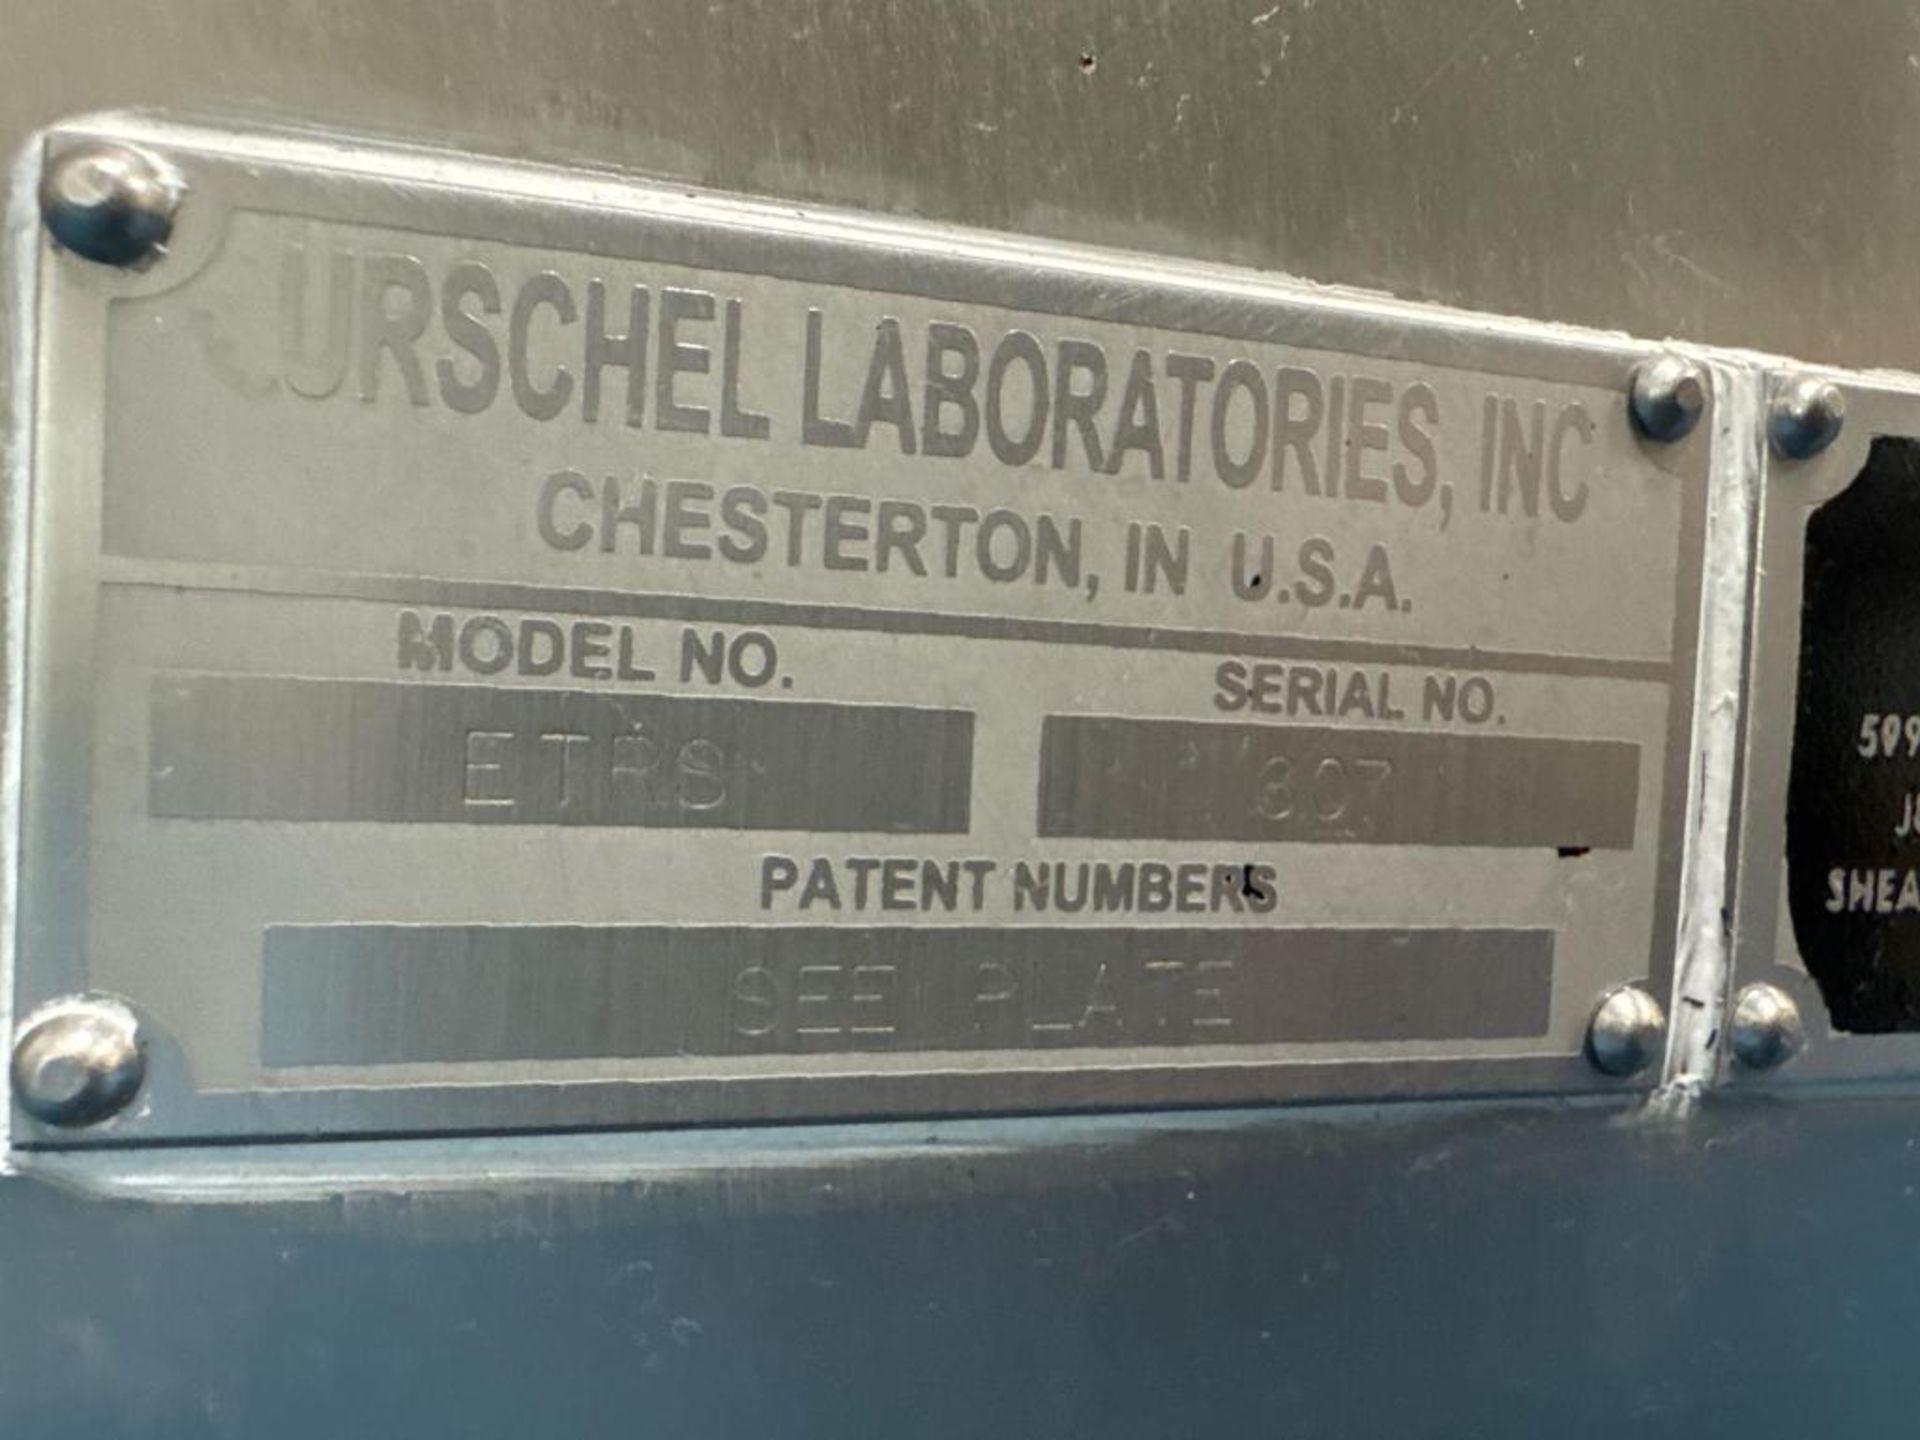 URSCHEL LABORATORIES, INC
CHESTERTON, IN U.S.A.
MODEL NO.
SERIAL NO.
ETRS
307
PATENT NUMBERS
SEE PLATE